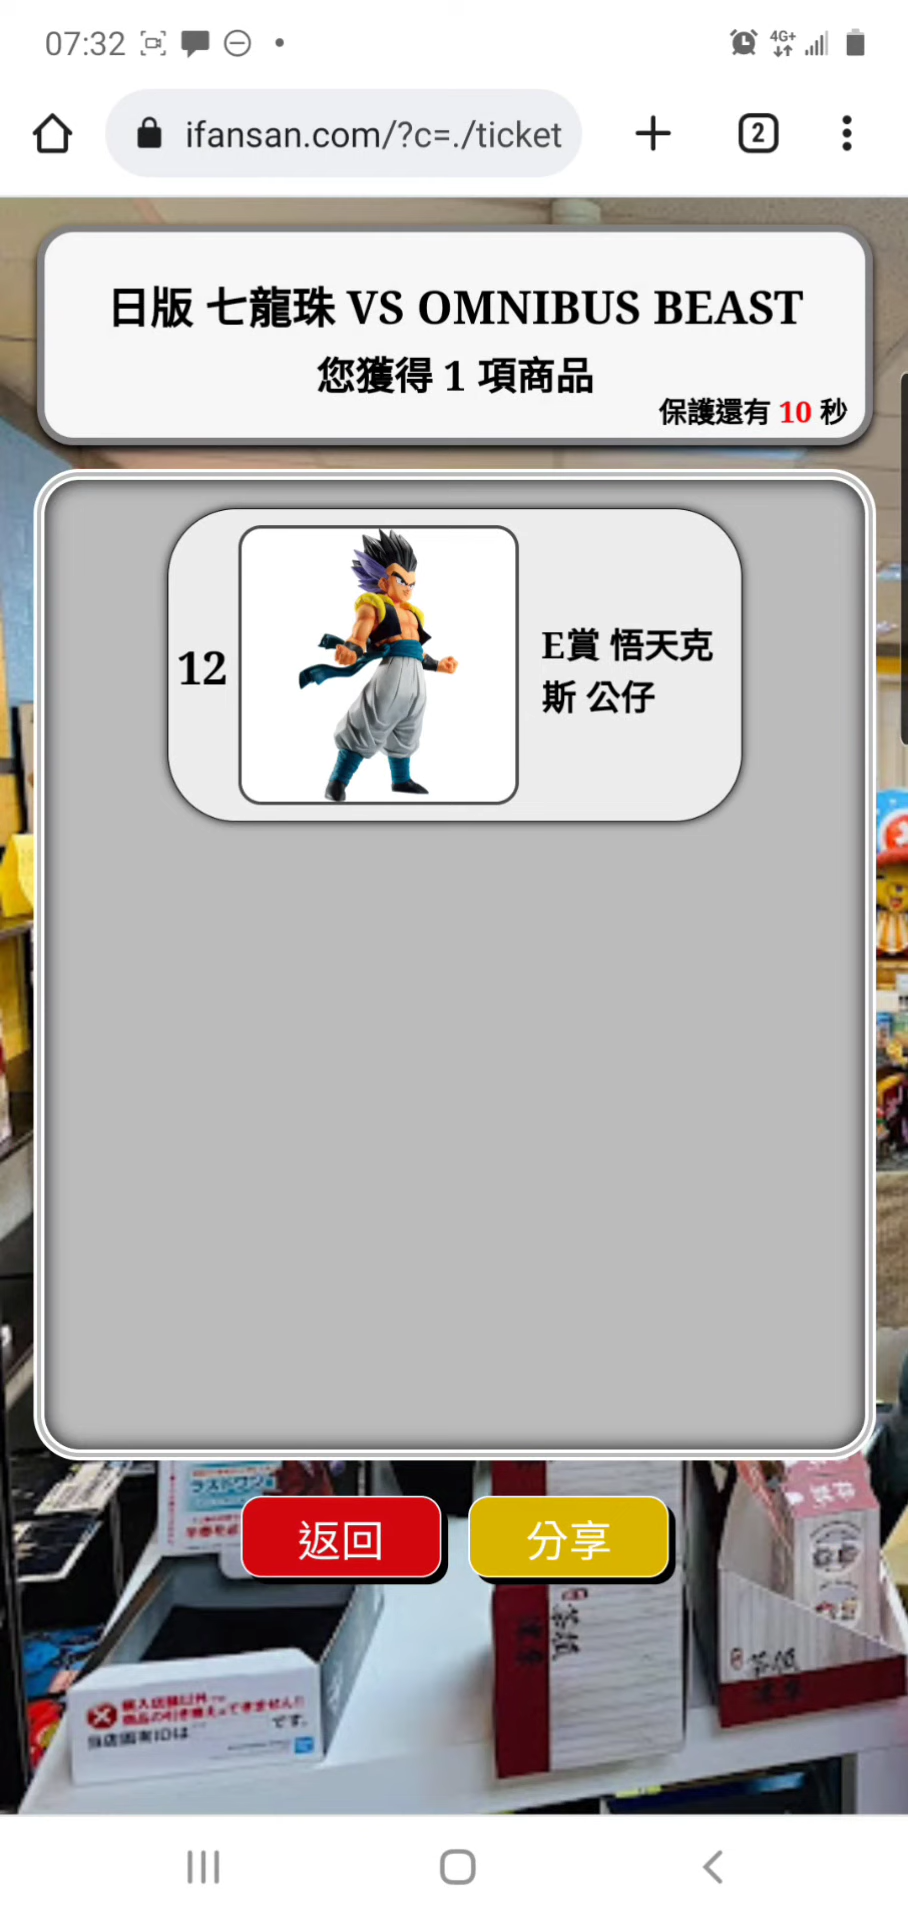 07:32
4G+
ifansan.com/?c=./ticket
2
日版 七龍珠 VS OMNIBUS BEAST
您獲得 1 項商品
保護還有 10 秒
12
E賞 悟天克
斯 公仔
返回
分享
です。